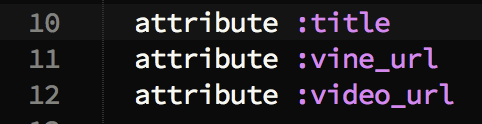 10 attribute :title
11 attribute :vine_url
12 attribute :video_url